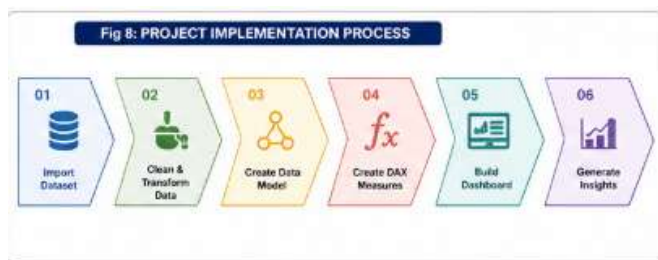 Fig 8: PROJECT IMPLEMENTATION PROCESS
01
Import
Dataset
02
Clean &
Transform
Data
03
Create Data
Model
04
fx
Create DAX
Measures
05
Build
Dashboard
06
Generate
Insights